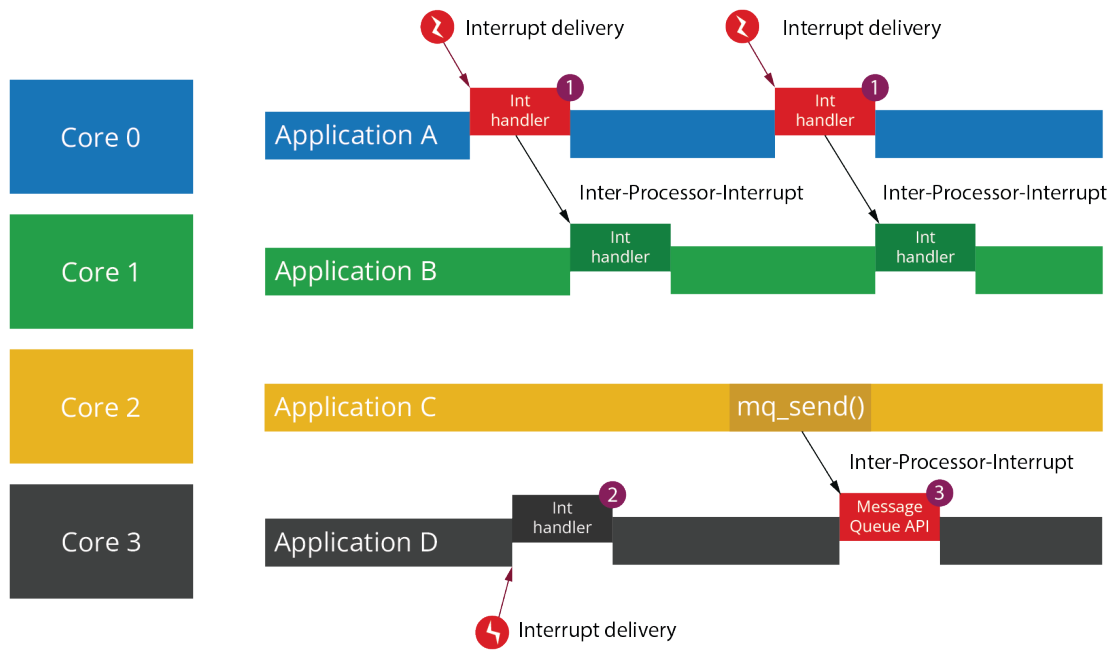 Interrupt delivery
Interrupt delivery
Core 0
Application A
Int
handler
1
Int
handler
1
Inter-Processor-Interrupt
Inter-Processor-Interrupt
Core 1
Application B
Int
handler
Int
handler
Core 2
Application C
mq_send()
Inter-Processor-Interrupt
Core 3
Application D
Int
handler
2
Message
Queue API
3
Interrupt delivery